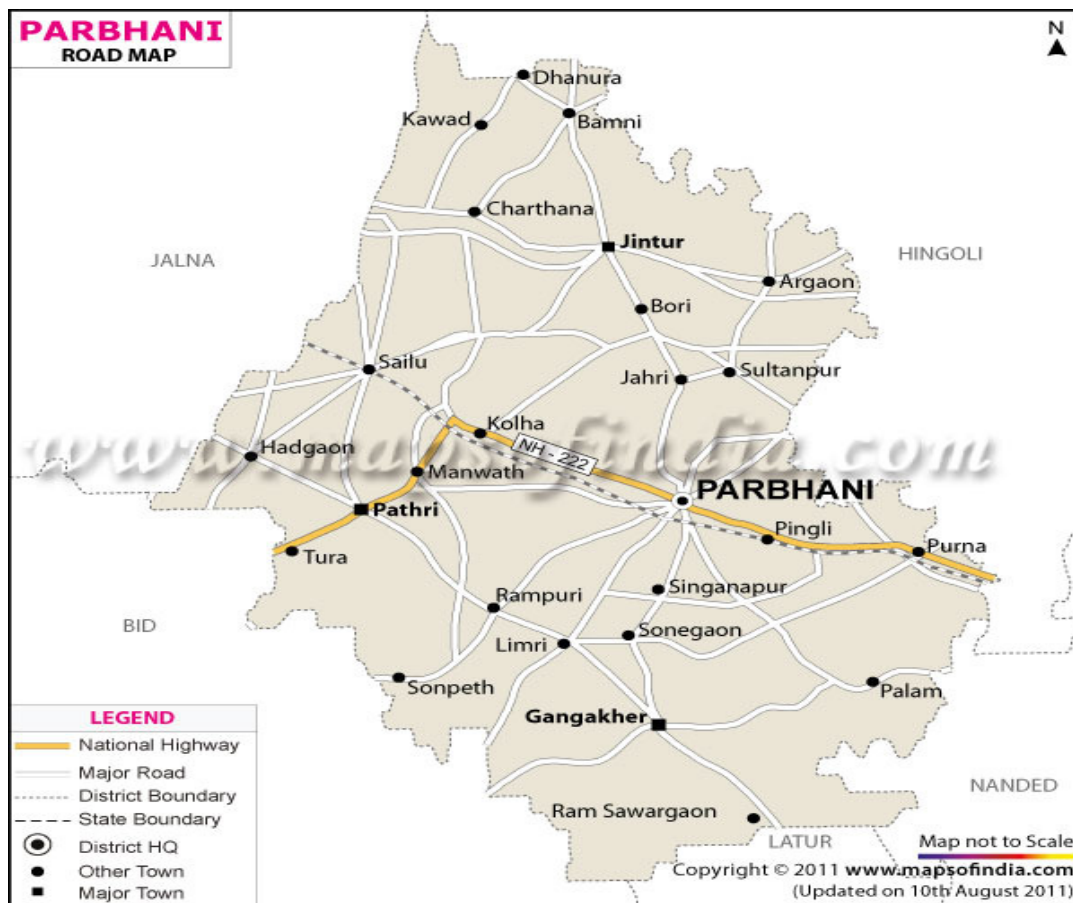 PARBHANI
ROAD MAP
N
Dhanura
Kawad
Bamni
Charthana
Jintur
HINGOLI
JALNA
Argaon
Bori
Sailu
Jahri
Sultanpur
Kolha
www.mapsofindia.com
Hadgaon
NH - 222
Manwath
PARBHANI
Pathri
Pingli
Tura
Purna
Singanapur
Rampuri
BID
Sonegaon
Limri
Sonpeth
Palam
Gangakher
LEGEND
National Highway
Major Road
District Boundary
State Boundary
District HQ
Other Town
Major Town
NANDED
Ram Sawargaon
LATUR
Map not to Scale
Copyright © 2011 www.mapsofindia.com
(Updated on 10th August 2011)